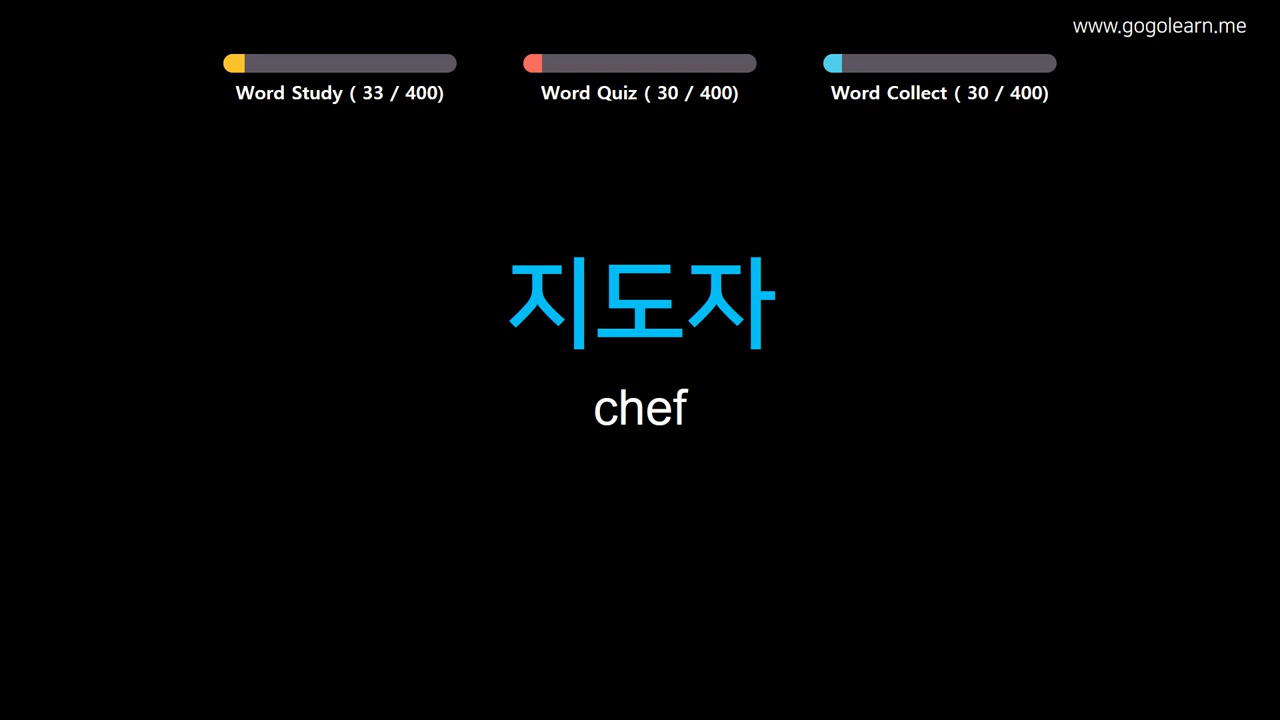 www.gogolearn.me
Word Study ( 33 / 400)
Word Quiz ( 30 / 400)
Word Collect ( 30 / 400)
지도자
chef